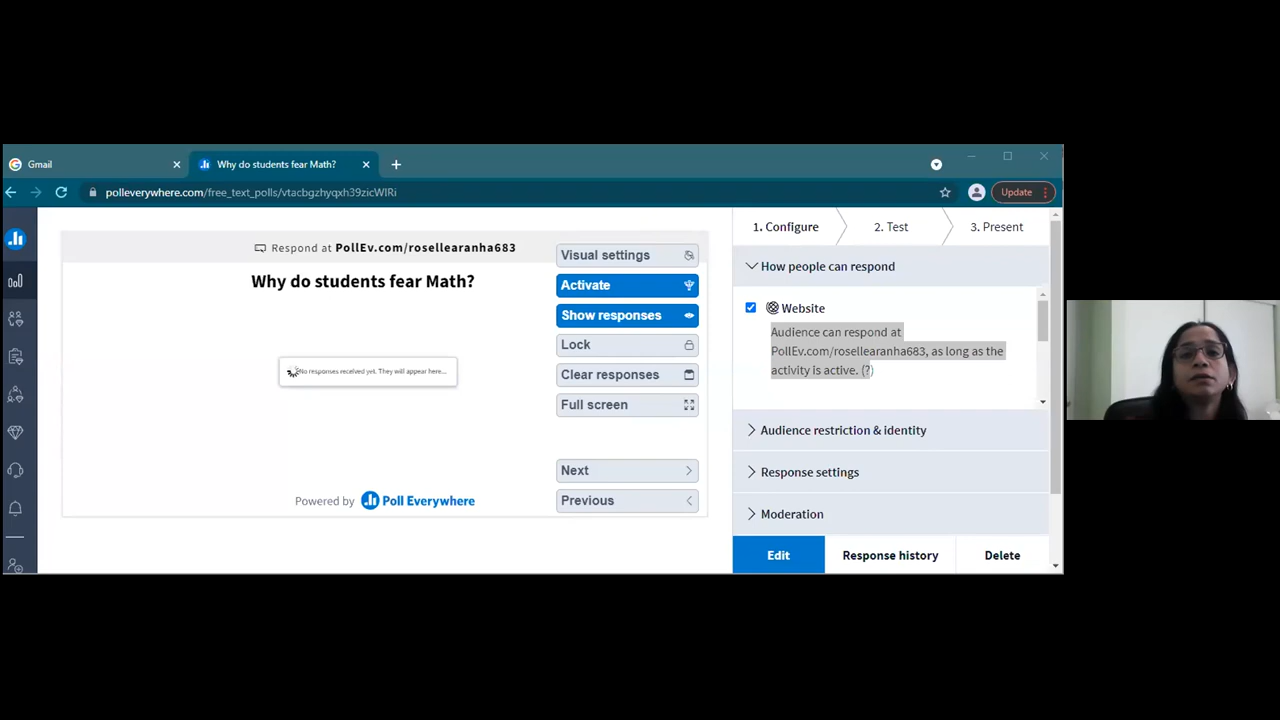 Gmail
Why do students fear Math?
polleverywhere.com/free_text_polls/vtacbgzhyqxh39zicWIRi
Update
Respond at PollEv.com/rosellearanha683
Why do students fear Math?
No responses received yet. They will appear here...
Powered by Poll Everywhere
Visual settings
Activate
Show responses
Lock
Clear responses
Full screen
Next
Previous
1. Configure
2. Test
3. Present
How people can respond
Website
Audience can respond at
PollEv.com/rosellearanha683, as long as the
activity is active. (?)
Audience restriction & identity
Response settings
Moderation
Edit
Response history
Delete